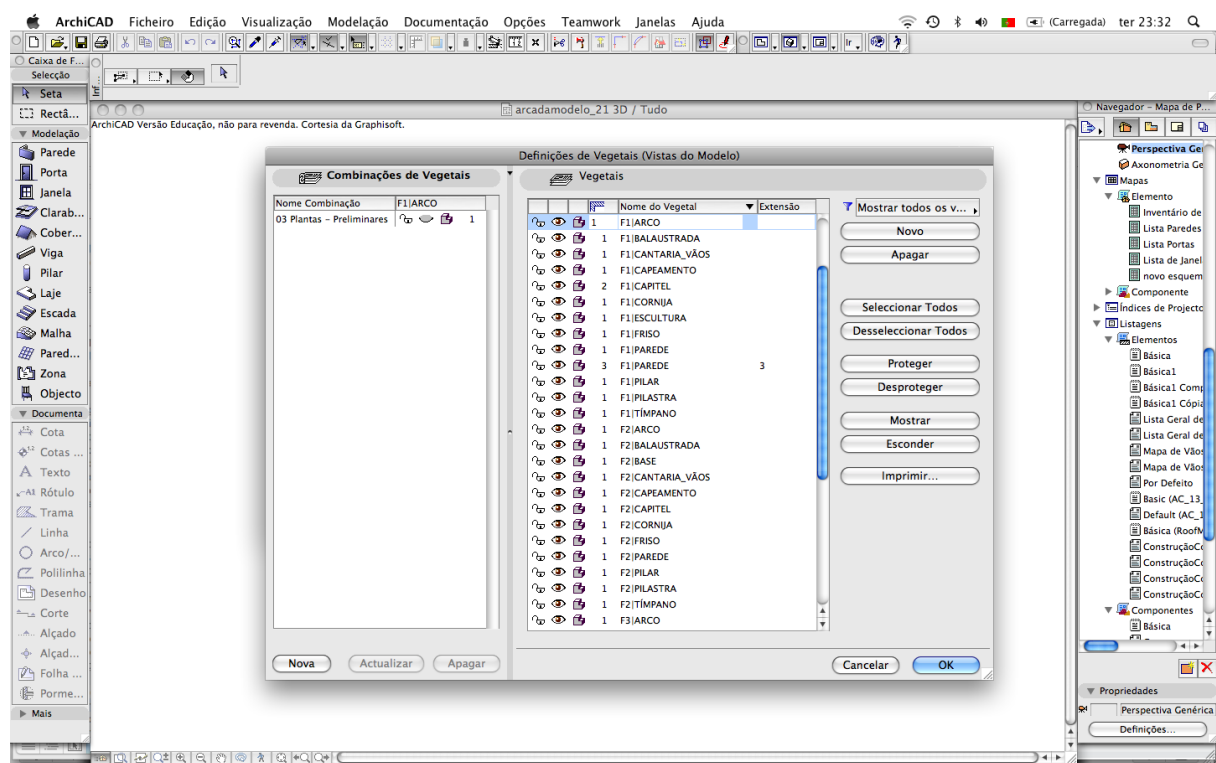 ArchiCAD Ficheiro Edição Visualização Modelação Documentação Opções Teamwork Janelas Ajuda (Carregada) ter 23:32
Caixa de F...
Selecção
Seta
Rectâ...
Modelação
Parede
Porta
Janela
Clarab...
Cober...
Viga
Pilar
Laje
Escada
Malha
Pared...
Zona
Objecto
Documenta
Cota
Cotas ...
Texto
Rótulo
Trama
Linha
Arco/...
Polilinha
Desenho
Corte
Alçado
Alçad...
Folha ...
Porme...
Mais
arcadamodelo_21 3D / Tudo
ArchiCAD Versão Educação, não para revenda. Cortesia da Graphisoft.
Definições de Vegetais (Vistas do Modelo)
Combinações de Vegetais
Nome Combinação F1|ARCO
03 Plantas - Preliminares 1
Nova Actualizar Apagar
Vegetais
Nome do Vegetal Extensão
1 F1|ARCO
1 F1|BALAUSTRADA
1 F1|CANTARIA_VÃOS
1 F1|CAPEAMENTO
2 F1|CAPITEL
1 F1|CORNIJA
1 F1|ESCULTURA
1 F1|FRISO
1 F1|PAREDE
3 F1|PAREDE 3
1 F1|PILAR
1 F1|PILASTRA
1 F1|TÍMPANO
1 F2|ARCO
1 F2|BALAUSTRADA
1 F2|BASE
1 F2|CANTARIA_VÃOS
1 F2|CAPEAMENTO
1 F2|CAPITEL
1 F2|CORNIJA
1 F2|FRISO
1 F2|PAREDE
1 F2|PILAR
1 F2|PILASTRA
1 F2|TÍMPANO
1 F3|ARCO
Mostrar todos os v...
Novo
Apagar
Seleccionar Todos
Desseleccionar Todos
Proteger
Desproteger
Mostrar
Esconder
Imprimir...
Cancelar OK
Navegador - Mapa de P...
Perspectiva Ge
Axonometria Ge
Mapas
Elemento
Inventário de
Lista Paredes
Lista Portas
Lista de Janel
novo esquem
Componente
Índices de Projecto
Listagens
Elementos
Básica
Básica1
Básica1 Comp
Básica1 Cópia
Lista Geral de
Lista Geral de
Mapa de Vãos
Mapa de Vãos
Por Defeito
Basic (AC_13_
Default (AC_1
Básica (RoofM
ConstruçãoCo
ConstruçãoCo
ConstruçãoCo
ConstruçãoCo
Componentes
Básica
Propriedades
Perspectiva Genérica
Definições...